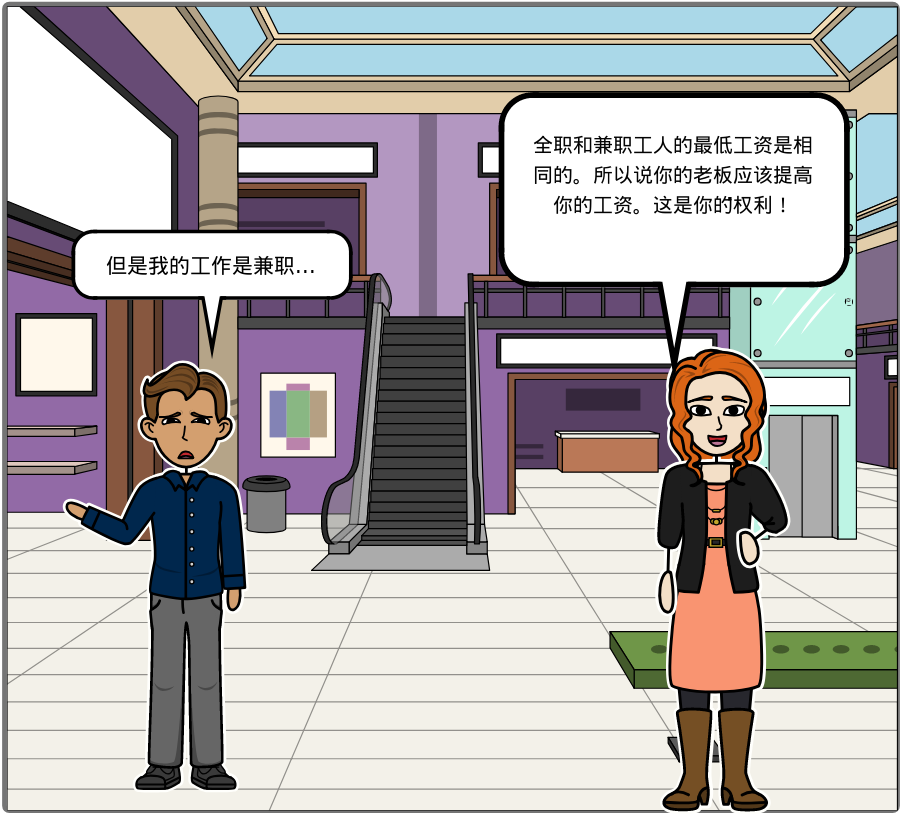 但是我的工作是兼职...
全职和兼职工人的最低工资是相
同的。所以说你的老板应该提高
你的工资。这是你的权利！